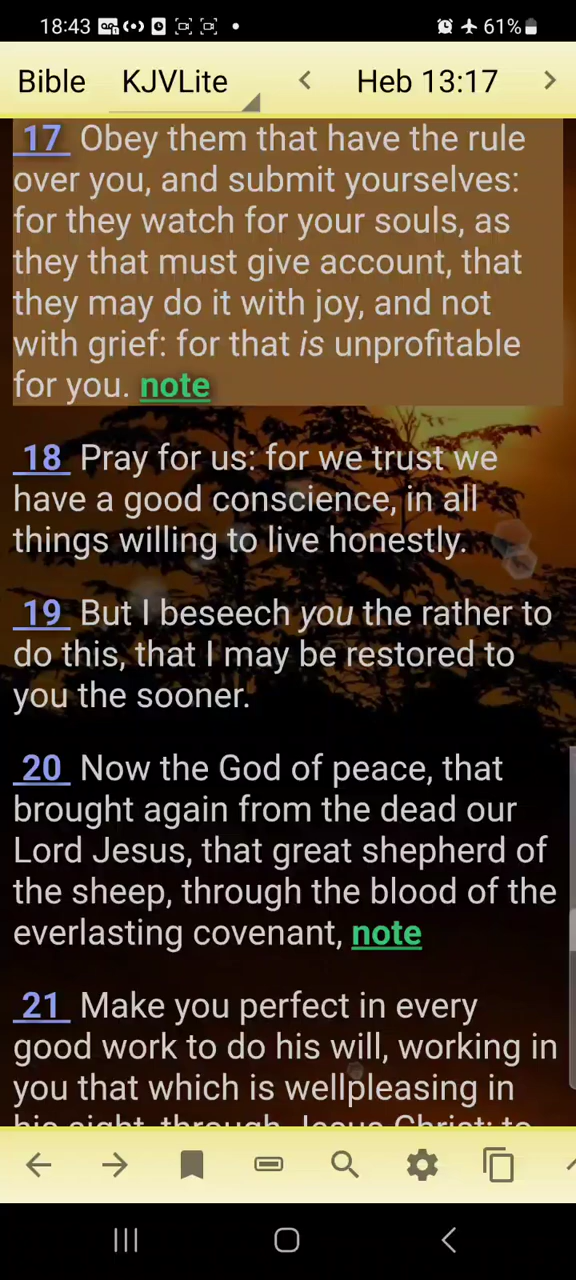 18:43
61%
Bible KJVLite < Heb 13:17 >
17 Obey them that have the rule
over you, and submit yourselves:
for they watch for your souls, as
they that must give account, that
they may do it with joy, and not
with grief: for that is unprofitable
for you. note
18 Pray for us: for we trust we
have a good conscience, in all
things willing to live honestly.
19 But I beseech you the rather to
do this, that I may be restored to
you the sooner.
20 Now the God of peace, that
brought again from the dead our
Lord Jesus, that great shepherd of
the sheep, through the blood of the
everlasting covenant, note
21 Make you perfect in every
good work to do his will, working in
you that which is wellpleasing in
his sight, through Jesus Christ; to